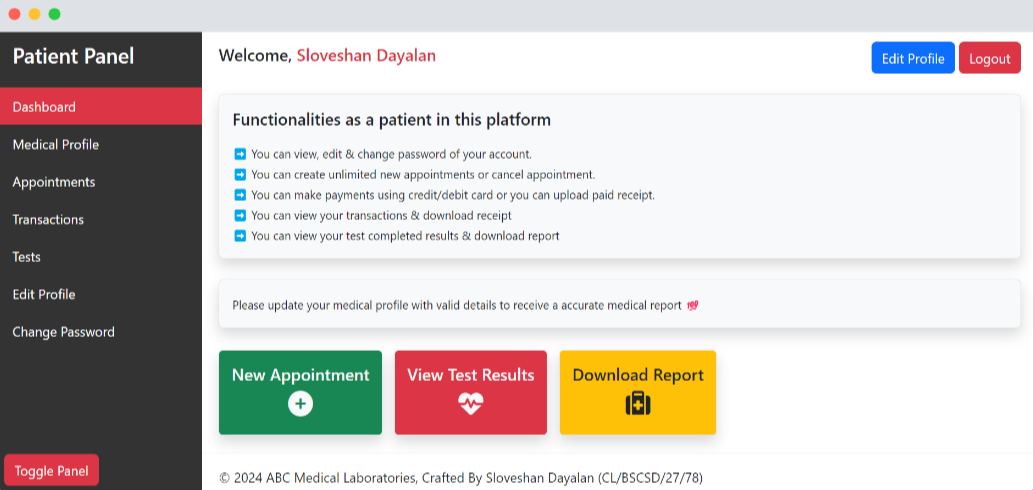 Patient Panel
Dashboard
Medical Profile
Appointments
Transactions
Tests
Edit Profile
Change Password
Toggle Panel
Welcome, Sloveshan Dayalan
Edit Profile
Logout
Functionalities as a patient in this platform
➡️ You can view, edit & change password of your account.
➡️ You can create unlimited new appointments or cancel appointment.
➡️ You can make payments using credit/debit card or you can upload paid receipt.
➡️ You can view your transactions & download receipt
➡️ You can view your test completed results & download report
Please update your medical profile with valid details to receive a accurate medical report 💯
New Appointment
View Test Results
Download Report
© 2024 ABC Medical Laboratories, Crafted By Sloveshan Dayalan (CL/BSCSD/27/78)